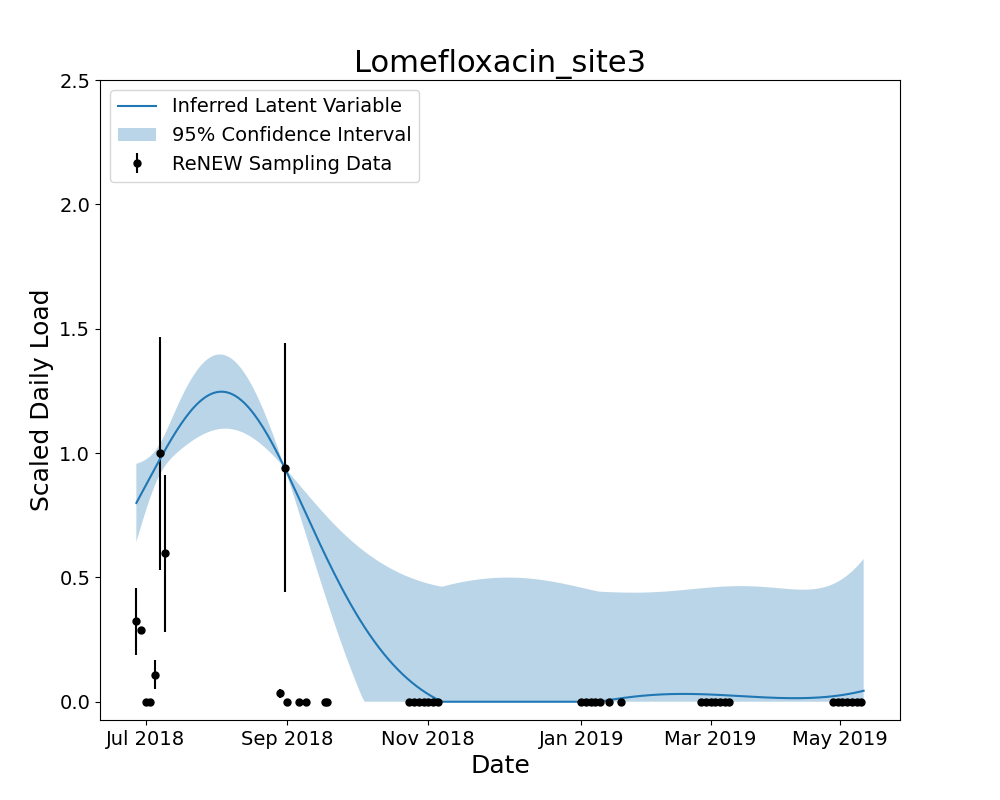 Lomefloxacin_site3
Inferred Latent Variable
95% Confidence Interval
ReNEW Sampling Data
Scaled Daily Load
2.5
2.0
1.5
1.0
0.5
0.0
Jul 2018 Sep 2018 Nov 2018 Jan 2019 Mar 2019 May 2019
Date